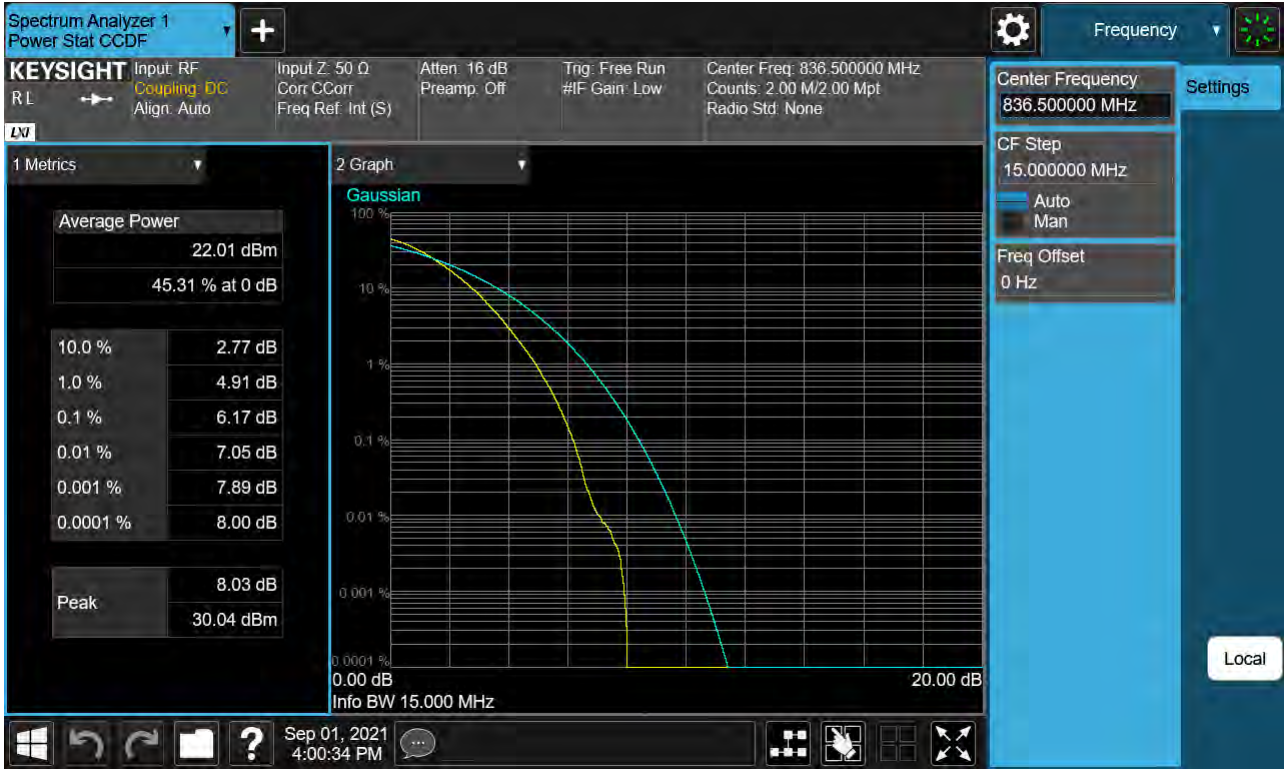 Spectrum Analyzer 1
Power Stat CCDF
Frequency
KEYSIGHT
R L
LXI
Input: RF
Coupling: DC
Align: Auto
Input Z: 50 Ω
Corr CCorr
Freq Ref: Int (S)
Atten: 16 dB
Preamp: Off
Trig: Free Run
#IF Gain: Low
Center Freq: 836.500000 MHz
Counts: 2.00 M/2.00 Mpt
Radio Std: None
Center Frequency
836.500000 MHz
Settings
CF Step
15.000000 MHz
Auto
Man
Freq Offset
0 Hz
1 Metrics
Average Power
22.01 dBm
45.31 % at 0 dB
10.0 % 2.77 dB
1.0 % 4.91 dB
0.1 % 6.17 dB
0.01 % 7.05 dB
0.001 % 7.89 dB
0.0001 % 8.00 dB
Peak
8.03 dB
30.04 dBm
2 Graph
Gaussian
100 %
10 %
1 %
0.1 %
0.01 %
0.001 %
0.0001 %
0.00 dB 20.00 dB
Info BW 15.000 MHz
Local
?
Sep 01, 2021
4:00:34 PM